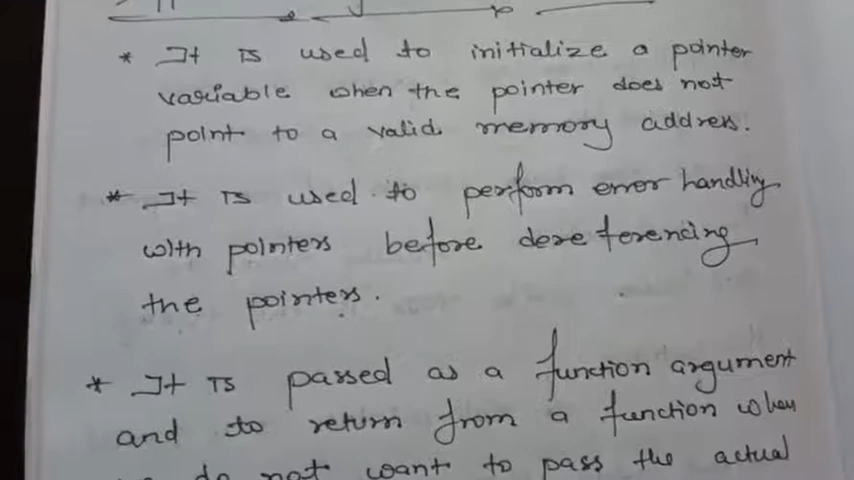 * It is used to initialize a pointer
variable when the pointer does not
point to a valid memory address.
* It is used to perform error handling
with pointers before dereferencing
the pointers.
* It is passed as a function argument
and to return from a function when
do not want to pass the actual